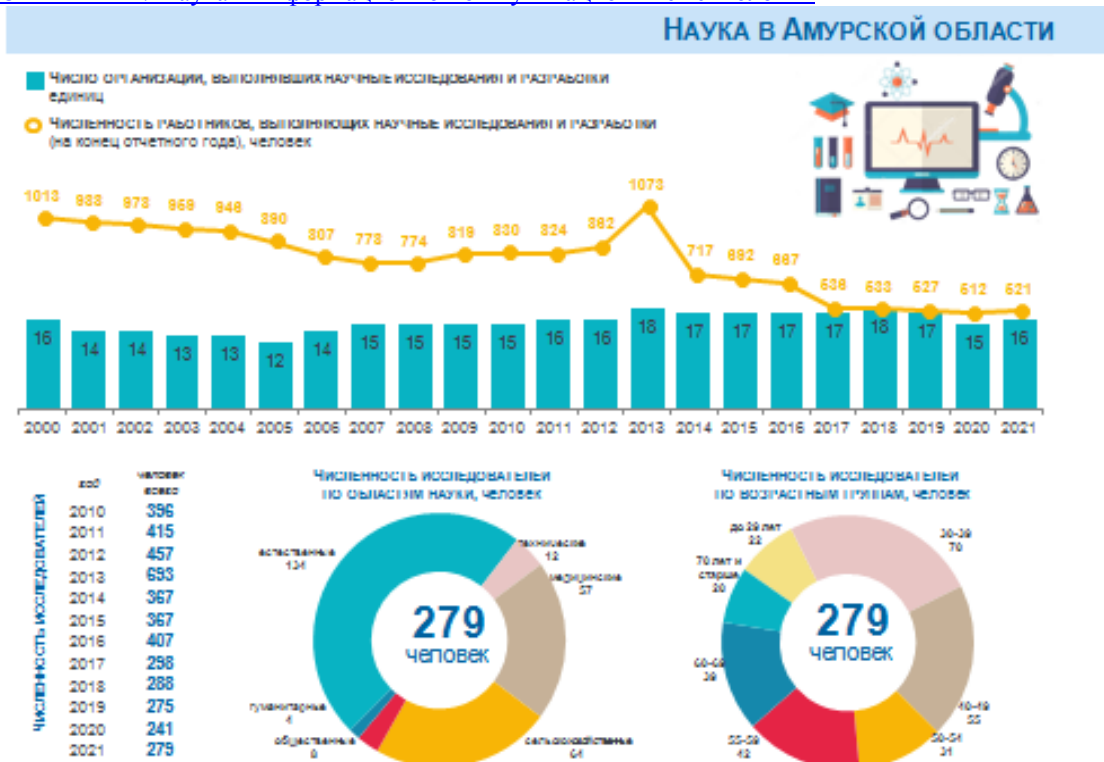 НАУКА В АМУРСКОЙ ОБЛАСТИ
ЧИСЛО ОРГАНИЗАЦИЙ, ВЫПОЛНЯВШИХ НАУЧНЫЕ ИССЛЕДОВАНИЯ И РАЗРАБОТКИ
единиц
ЧИСЛЕННОСТЬ РАБОТНИКОВ, ВЫПОЛНЯЮЩИХ НАУЧНЫЕ ИССЛЕДОВАНИЯ И РАЗРАБОТКИ
(на конец отчетного года), человек
1013 959 946 890 807 773 774 819 830 824 862 1073 717 692 667 536 533 527 512 521
16 14 14 13 13 12 14 15 15 15 15 16 16 18 17 17 17 17 18 17 15 16
2000 2001 2002 2003 2004 2005 2006 2007 2008 2009 2010 2011 2012 2013 2014 2015 2016 2017 2018 2019 2020 2021
ЧИСЛЕННОСТЬ ИССЛЕДОВАТЕЛЕЙ
год человек
всего
2010 396
2011 415
2012 457
2013 693
2014 367
2015 367
2016 407
2017 298
2018 288
2019 275
2020 241
2021 279
ЧИСЛЕННОСТЬ ИССЛЕДОВАТЕЛЕЙ
ПО ОБЛАСТЯМ НАУКИ, человек
естественные
134
технические
12
медицинские
57
279
человек
гуманитарные
4
общественные
8
сельскохозяйственные
64
ЧИСЛЕННОСТЬ ИССЛЕДОВАТЕЛЕЙ
ПО ВОЗРАСТНЫМ ГРУППАМ, человек
до 29 лет
22
30-39
70
70 лет и
старше
20
279
человек
60-69
39
40-49
55
55-59
42
50-54
31